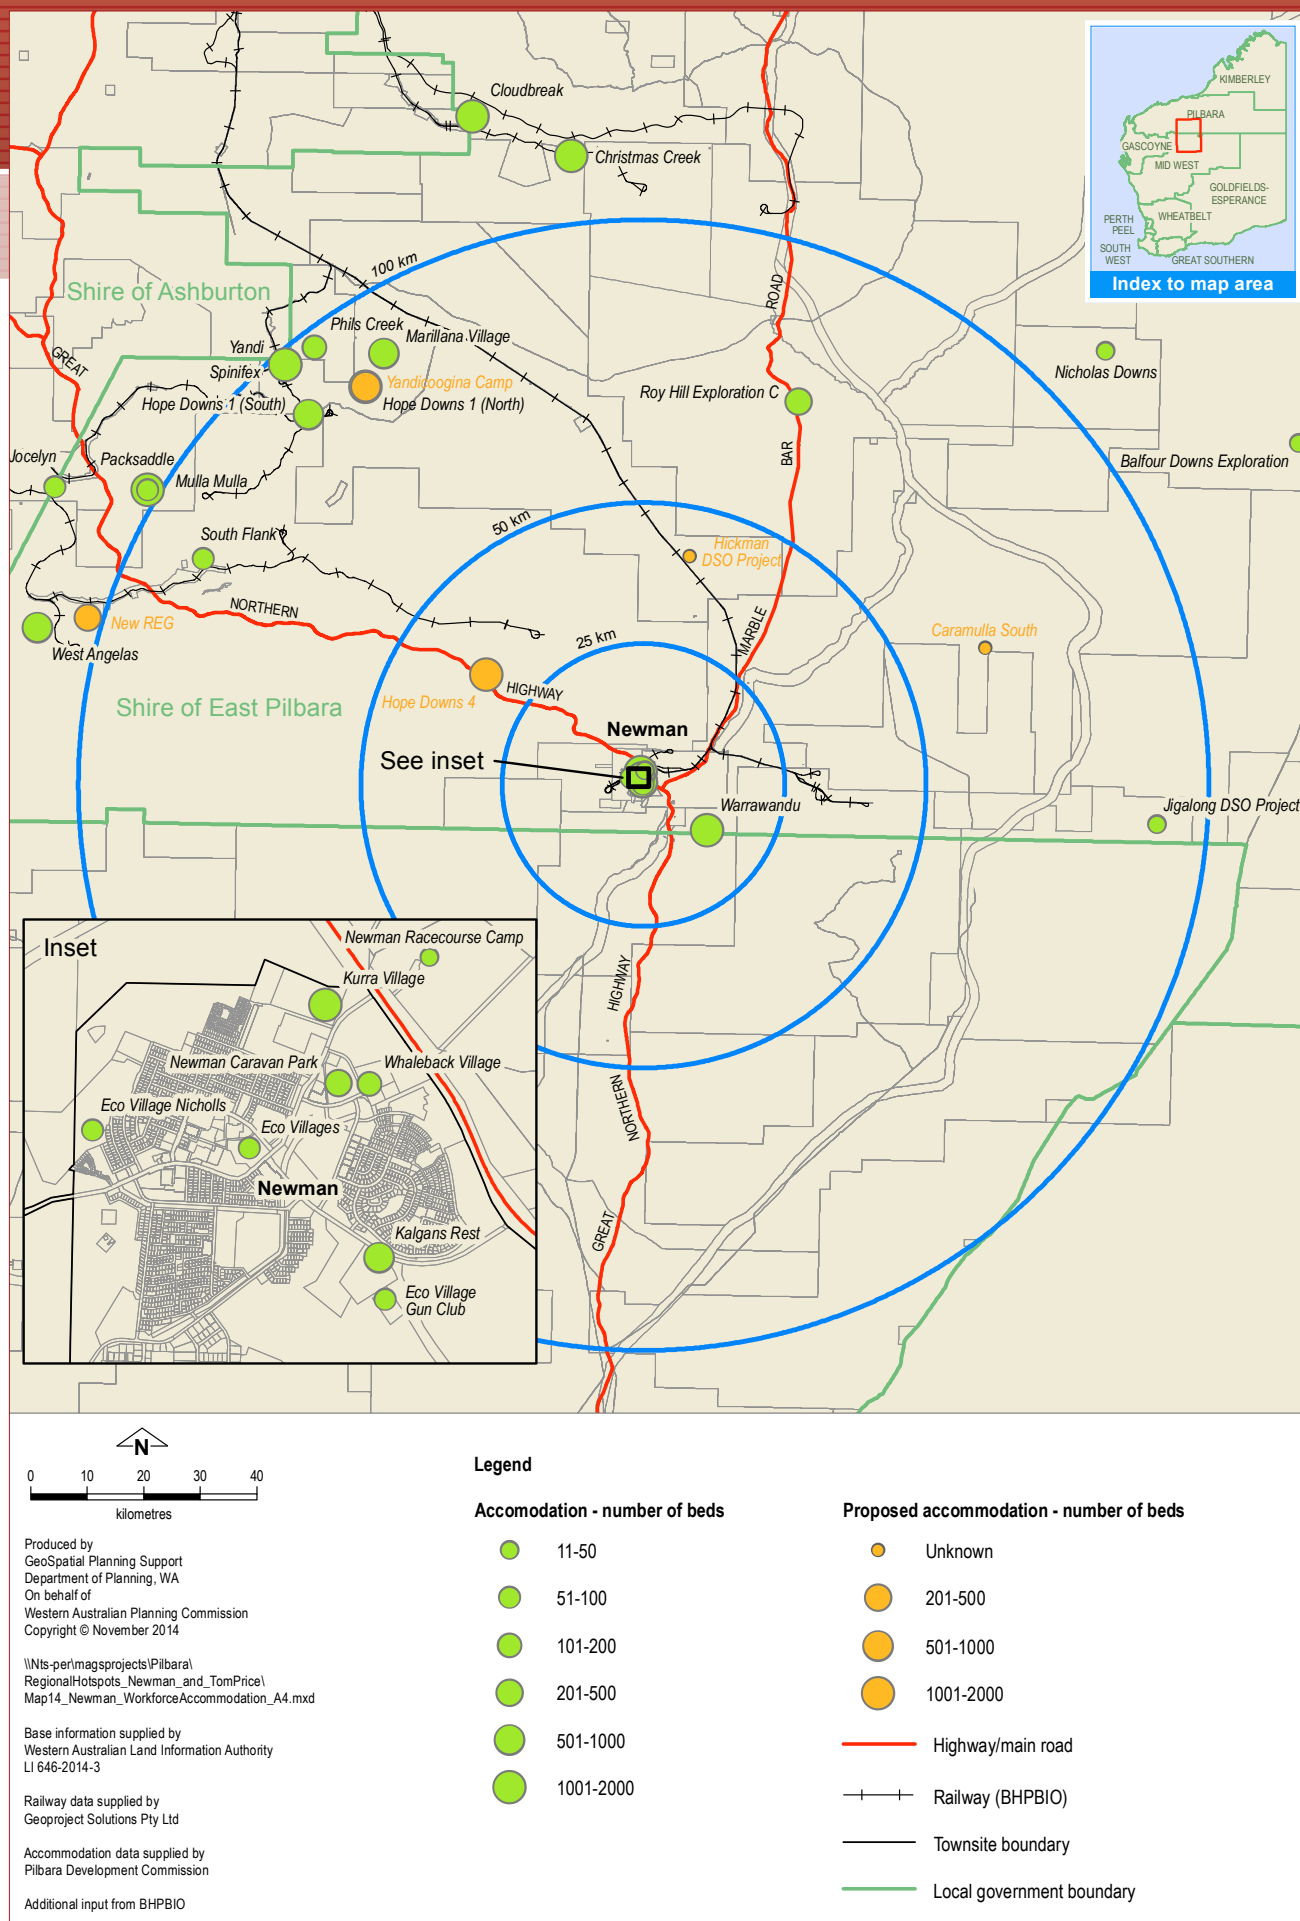 Cloudbreak
Christmas Creek
KIMBERLEY
PILBARA
GASCOYNE
MID WEST
GOLDFIELDS-
ESPERANCE
PERTH
PEEL
WHEATBELT
SOUTH
WEST
GREAT SOUTHERN
Index to map area
100 km
Shire of Ashburton
ROAD
Phils Creek
Marillana Village
Yandi
Spinifex
GREAT
Yandicoogina Camp
Hope Downs 1 (North)
Hope Downs 1 (South)
Roy Hill Exploration C
Nicholas Downs
BAR
Balfour Downs Exploration
Jocelyn
Packsaddle
Mulla Mulla
50 km
South Flank
Hickman
DSO Project
NORTHERN
New REG
West Angelas
25 km
MARBLE
Caramulla South
Shire of East Pilbara
Hope Downs 4
HIGHWAY
Newman
See inset
Warrawandu
Jigalong DSO Project
HIGHWAY
NORTHERN
GREAT
Inset
Newman Racecourse Camp
Kurra Village
Newman Caravan Park
Whaleback Village
Eco Village Nicholls
Eco Villages
Newman
Kalgans Rest
Eco Village
Gun Club
N
0 10 20 30 40
kilometres
Produced by
GeoSpatial Planning Support
Department of Planning, WA
On behalf of
Western Australian Planning Commission
Copyright © November 2014
\\Nts-per\magsprojects\Pilbara\
RegionalHotspots_Newman_and_TomPrice\
Map14_Newman_WorkforceAccommodation_A4.mxd
Base information supplied by
Western Australian Land Information Authority
LI 646-2014-3
Railway data supplied by
Geoproject Solutions Pty Ltd
Accommodation data supplied by
Pilbara Development Commission
Additional input from BHPBIO
Legend
Accomodation - number of beds
11-50
51-100
101-200
201-500
501-1000
1001-2000
Proposed accommodation - number of beds
Unknown
201-500
501-1000
1001-2000
Highway/main road
Railway (BHPBIO)
Townsite boundary
Local government boundary